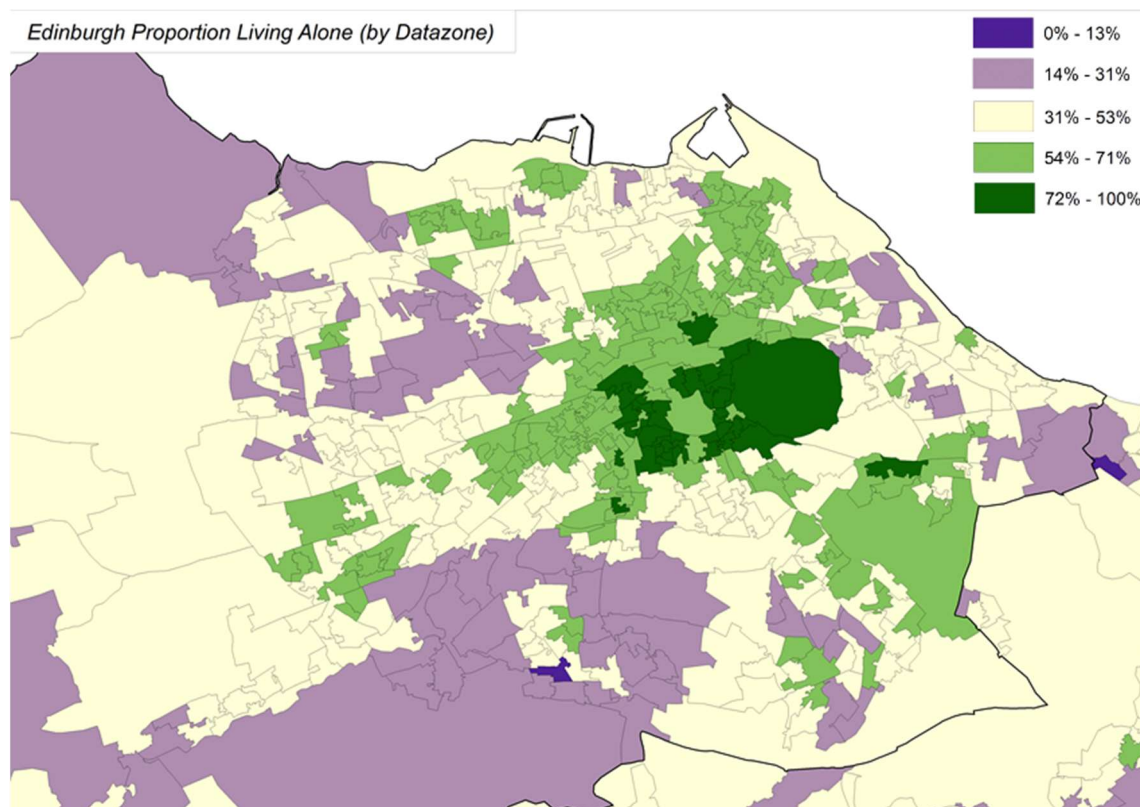 Edinburgh Proportion Living Alone (by Datazone)
0% - 13%
14% - 31%
31% - 53%
54% - 71%
72% - 100%